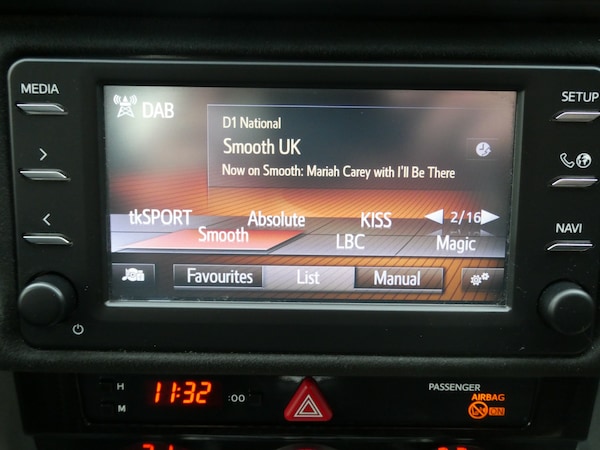 MEDIA
SETUP
DAB
D1 National
Smooth UK
Now on Smooth: Mariah Carey with I'll Be There
tkSPORT
Absolute
KISS
2/16
Smooth
LBC
Magic
NAVI
Favourites
List
Manual
H
M
11:32
:00
PASSENGER
AIRBAG
ON